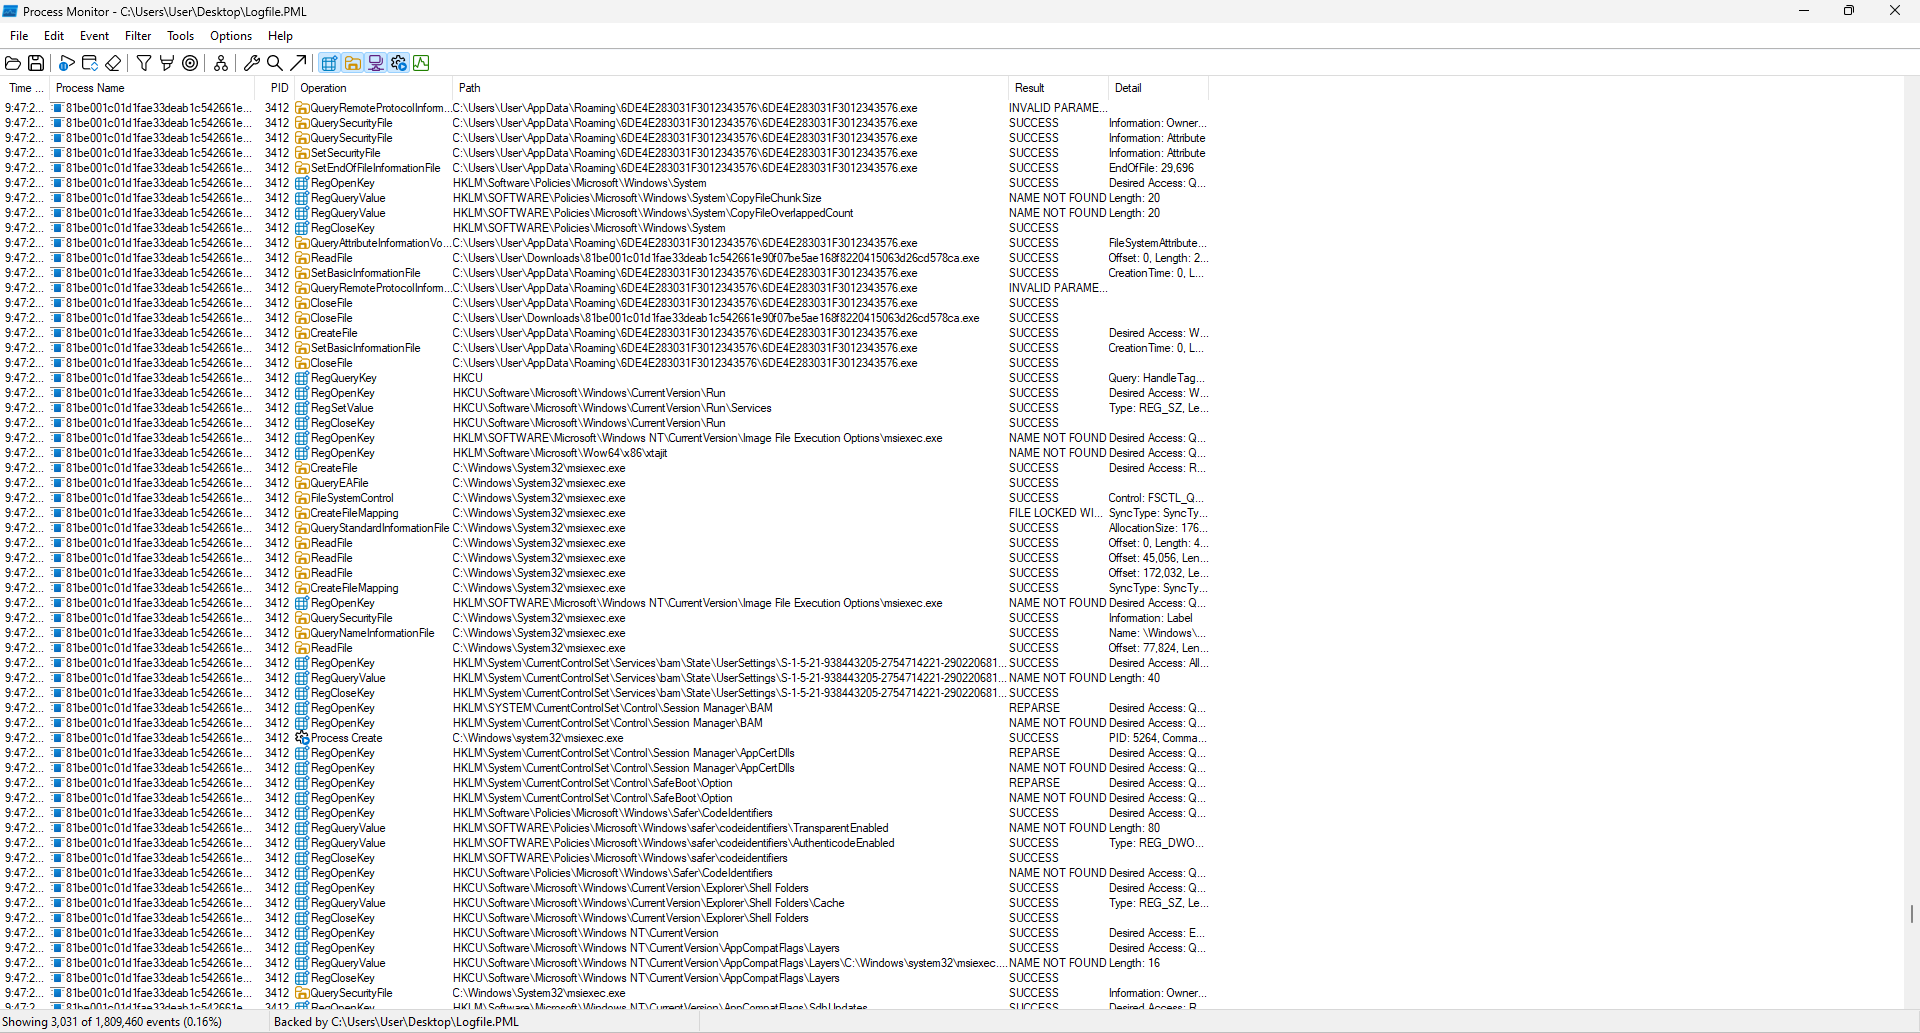 Process Monitor - C:\Users\User\Desktop\Logfile.PML
File Edit Event Filter Tools Options Help
Time ... Process Name PID Operation Path Result Detail
9:47:2... 81be001c01d1fae33deab1c542661e... 3412 QueryRemoteProtocolInform... C:\Users\User\AppData\Roaming\6DE4E283031F3012343576\6DE4E283031F3012343576.exe INVALID PARAME...
9:47:2... 81be001c01d1fae33deab1c542661e... 3412 QuerySecurityFile C:\Users\User\AppData\Roaming\6DE4E283031F3012343576\6DE4E283031F3012343576.exe SUCCESS Information: Owner...
9:47:2... 81be001c01d1fae33deab1c542661e... 3412 QuerySecurityFile C:\Users\User\AppData\Roaming\6DE4E283031F3012343576\6DE4E283031F3012343576.exe SUCCESS Information: Attribute
9:47:2... 81be001c01d1fae33deab1c542661e... 3412 SetSecurityFile C:\Users\User\AppData\Roaming\6DE4E283031F3012343576\6DE4E283031F3012343576.exe SUCCESS Information: Attribute
9:47:2... 81be001c01d1fae33deab1c542661e... 3412 SetEndOfFileInformationFile C:\Users\User\AppData\Roaming\6DE4E283031F3012343576\6DE4E283031F3012343576.exe SUCCESS EndOfFile: 29,696
9:47:2... 81be001c01d1fae33deab1c542661e... 3412 RegOpenKey HKLM\Software\Policies\Microsoft\Windows\System SUCCESS Desired Access: Q...
9:47:2... 81be001c01d1fae33deab1c542661e... 3412 RegQueryValue HKLM\SOFTWARE\Policies\Microsoft\Windows\System\CopyFileChunkSize NAME NOT FOUND Length: 20
9:47:2... 81be001c01d1fae33deab1c542661e... 3412 RegQueryValue HKLM\SOFTWARE\Policies\Microsoft\Windows\System\CopyFileOverlappedCount NAME NOT FOUND Length: 20
9:47:2... 81be001c01d1fae33deab1c542661e... 3412 RegCloseKey HKLM\SOFTWARE\Policies\Microsoft\Windows\System SUCCESS
9:47:2... 81be001c01d1fae33deab1c542661e... 3412 QueryAttributeInformationVo... C:\Users\User\AppData\Roaming\6DE4E283031F3012343576\6DE4E283031F3012343576.exe SUCCESS FileSystemAttribute...
9:47:2... 81be001c01d1fae33deab1c542661e... 3412 ReadFile C:\Users\User\Downloads\81be001c01d1fae33deab1c542661e90f07be5ae168f8220415063d26cd578ca.exe SUCCESS Offset: 0, Length: 2...
9:47:2... 81be001c01d1fae33deab1c542661e... 3412 SetBasicInformationFile C:\Users\User\AppData\Roaming\6DE4E283031F3012343576\6DE4E283031F3012343576.exe SUCCESS CreationTime: 0, L...
9:47:2... 81be001c01d1fae33deab1c542661e... 3412 QueryRemoteProtocolInform... C:\Users\User\AppData\Roaming\6DE4E283031F3012343576\6DE4E283031F3012343576.exe INVALID PARAME...
9:47:2... 81be001c01d1fae33deab1c542661e... 3412 CloseFile C:\Users\User\AppData\Roaming\6DE4E283031F3012343576\6DE4E283031F3012343576.exe SUCCESS
9:47:2... 81be001c01d1fae33deab1c542661e... 3412 CloseFile C:\Users\User\Downloads\81be001c01d1fae33deab1c542661e90f07be5ae168f8220415063d26cd578ca.exe SUCCESS
9:47:2... 81be001c01d1fae33deab1c542661e... 3412 CreateFile C:\Users\User\AppData\Roaming\6DE4E283031F3012343576\6DE4E283031F3012343576.exe SUCCESS Desired Access: W...
9:47:2... 81be001c01d1fae33deab1c542661e... 3412 SetBasicInformationFile C:\Users\User\AppData\Roaming\6DE4E283031F3012343576\6DE4E283031F3012343576.exe SUCCESS CreationTime: 0, L...
9:47:2... 81be001c01d1fae33deab1c542661e... 3412 CloseFile C:\Users\User\AppData\Roaming\6DE4E283031F3012343576\6DE4E283031F3012343576.exe SUCCESS
9:47:2... 81be001c01d1fae33deab1c542661e... 3412 RegQueryKey HKCU SUCCESS Query: HandleTag...
9:47:2... 81be001c01d1fae33deab1c542661e... 3412 RegOpenKey HKCU\Software\Microsoft\Windows\CurrentVersion\Run SUCCESS Desired Access: W...
9:47:2... 81be001c01d1fae33deab1c542661e... 3412 RegSetValue HKCU\Software\Microsoft\Windows\CurrentVersion\Run\Services SUCCESS Type: REG_SZ, Le...
9:47:2... 81be001c01d1fae33deab1c542661e... 3412 RegCloseKey HKCU\Software\Microsoft\Windows\CurrentVersion\Run SUCCESS
9:47:2... 81be001c01d1fae33deab1c542661e... 3412 RegOpenKey HKLM\SOFTWARE\Microsoft\Windows NT\CurrentVersion\Image File Execution Options\msiexec.exe NAME NOT FOUND Desired Access: Q...
9:47:2... 81be001c01d1fae33deab1c542661e... 3412 RegOpenKey HKLM\Software\Microsoft\Wow64\x86\xtajit NAME NOT FOUND Desired Access: Q...
9:47:2... 81be001c01d1fae33deab1c542661e... 3412 CreateFile C:\Windows\System32\msiexec.exe SUCCESS Desired Access: R...
9:47:2... 81be001c01d1fae33deab1c542661e... 3412 QueryEAFile C:\Windows\System32\msiexec.exe SUCCESS
9:47:2... 81be001c01d1fae33deab1c542661e... 3412 FileSystemControl C:\Windows\System32\msiexec.exe SUCCESS Control: FSCTL_Q...
9:47:2... 81be001c01d1fae33deab1c542661e... 3412 CreateFileMapping C:\Windows\System32\msiexec.exe FILE LOCKED WI... SyncType: SyncTy...
9:47:2... 81be001c01d1fae33deab1c542661e... 3412 QueryStandardInformationFile C:\Windows\System32\msiexec.exe SUCCESS AllocationSize: 176...
9:47:2... 81be001c01d1fae33deab1c542661e... 3412 ReadFile C:\Windows\System32\msiexec.exe SUCCESS Offset: 0, Length: 4...
9:47:2... 81be001c01d1fae33deab1c542661e... 3412 ReadFile C:\Windows\System32\msiexec.exe SUCCESS Offset: 45,056, Len...
9:47:2... 81be001c01d1fae33deab1c542661e... 3412 ReadFile C:\Windows\System32\msiexec.exe SUCCESS Offset: 172,032, Le...
9:47:2... 81be001c01d1fae33deab1c542661e... 3412 CreateFileMapping C:\Windows\System32\msiexec.exe SUCCESS SyncType: SyncTy...
9:47:2... 81be001c01d1fae33deab1c542661e... 3412 RegOpenKey HKLM\SOFTWARE\Microsoft\Windows NT\CurrentVersion\Image File Execution Options\msiexec.exe NAME NOT FOUND Desired Access: Q...
9:47:2... 81be001c01d1fae33deab1c542661e... 3412 QuerySecurityFile C:\Windows\System32\msiexec.exe SUCCESS Information: Label
9:47:2... 81be001c01d1fae33deab1c542661e... 3412 QueryNameInformationFile C:\Windows\System32\msiexec.exe SUCCESS Name: \Windows\...
9:47:2... 81be001c01d1fae33deab1c542661e... 3412 ReadFile C:\Windows\System32\msiexec.exe SUCCESS Offset: 77,824, Len...
9:47:2... 81be001c01d1fae33deab1c542661e... 3412 RegOpenKey HKLM\System\CurrentControlSet\Services\bam\State\UserSettings\S-1-5-21-938443205-2754714221-290220681... SUCCESS Desired Access: All...
9:47:2... 81be001c01d1fae33deab1c542661e... 3412 RegQueryValue HKLM\System\CurrentControlSet\Services\bam\State\UserSettings\S-1-5-21-938443205-2754714221-290220681... NAME NOT FOUND Length: 40
9:47:2... 81be001c01d1fae33deab1c542661e... 3412 RegCloseKey HKLM\System\CurrentControlSet\Services\bam\State\UserSettings\S-1-5-21-938443205-2754714221-290220681... SUCCESS
9:47:2... 81be001c01d1fae33deab1c542661e... 3412 RegOpenKey HKLM\SYSTEM\CurrentControlSet\Control\Session Manager\BAM REPARSE Desired Access: Q...
9:47:2... 81be001c01d1fae33deab1c542661e... 3412 RegOpenKey HKLM\System\CurrentControlSet\Control\Session Manager\BAM NAME NOT FOUND Desired Access: Q...
9:47:2... 81be001c01d1fae33deab1c542661e... 3412 Process Create C:\Windows\system32\msiexec.exe SUCCESS PID: 5264, Comma...
9:47:2... 81be001c01d1fae33deab1c542661e... 3412 RegOpenKey HKLM\System\CurrentControlSet\Control\Session Manager\AppCertDlls REPARSE Desired Access: Q...
9:47:2... 81be001c01d1fae33deab1c542661e... 3412 RegOpenKey HKLM\System\CurrentControlSet\Control\Session Manager\AppCertDlls NAME NOT FOUND Desired Access: Q...
9:47:2... 81be001c01d1fae33deab1c542661e... 3412 RegOpenKey HKLM\System\CurrentControlSet\Control\SafeBoot\Option REPARSE Desired Access: Q...
9:47:2... 81be001c01d1fae33deab1c542661e... 3412 RegOpenKey HKLM\System\CurrentControlSet\Control\SafeBoot\Option NAME NOT FOUND Desired Access: Q...
9:47:2... 81be001c01d1fae33deab1c542661e... 3412 RegOpenKey HKLM\Software\Policies\Microsoft\Windows\Safer\CodeIdentifiers SUCCESS Desired Access: Q...
9:47:2... 81be001c01d1fae33deab1c542661e... 3412 RegQueryValue HKLM\SOFTWARE\Policies\Microsoft\Windows\safer\codeidentifiers\TransparentEnabled NAME NOT FOUND Length: 80
9:47:2... 81be001c01d1fae33deab1c542661e... 3412 RegQueryValue HKLM\SOFTWARE\Policies\Microsoft\Windows\safer\codeidentifiers\AuthenticodeEnabled SUCCESS Type: REG_DWO...
9:47:2... 81be001c01d1fae33deab1c542661e... 3412 RegCloseKey HKLM\SOFTWARE\Policies\Microsoft\Windows\safer\codeidentifiers SUCCESS
9:47:2... 81be001c01d1fae33deab1c542661e... 3412 RegOpenKey HKCU\Software\Policies\Microsoft\Windows\Safer\CodeIdentifiers NAME NOT FOUND Desired Access: Q...
9:47:2... 81be001c01d1fae33deab1c542661e... 3412 RegOpenKey HKCU\Software\Microsoft\Windows\CurrentVersion\Explorer\Shell Folders SUCCESS Desired Access: Q...
9:47:2... 81be001c01d1fae33deab1c542661e... 3412 RegQueryValue HKCU\Software\Microsoft\Windows\CurrentVersion\Explorer\Shell Folders\Cache SUCCESS Type: REG_SZ, Le...
9:47:2... 81be001c01d1fae33deab1c542661e... 3412 RegCloseKey HKCU\Software\Microsoft\Windows\CurrentVersion\Explorer\Shell Folders SUCCESS
9:47:2... 81be001c01d1fae33deab1c542661e... 3412 RegOpenKey HKCU\Software\Microsoft\Windows NT\CurrentVersion SUCCESS Desired Access: E...
9:47:2... 81be001c01d1fae33deab1c542661e... 3412 RegOpenKey HKCU\Software\Microsoft\Windows NT\CurrentVersion\AppCompatFlags\Layers SUCCESS Desired Access: Q...
9:47:2... 81be001c01d1fae33deab1c542661e... 3412 RegQueryValue HKCU\Software\Microsoft\Windows NT\CurrentVersion\AppCompatFlags\Layers\C:\Windows\system32\msiexec.... NAME NOT FOUND Length: 16
9:47:2... 81be001c01d1fae33deab1c542661e... 3412 RegCloseKey HKCU\Software\Microsoft\Windows NT\CurrentVersion\AppCompatFlags\Layers SUCCESS
9:47:2... 81be001c01d1fae33deab1c542661e... 3412 QuerySecurityFile C:\Windows\System32\msiexec.exe SUCCESS Information: Owner...
9:47:2... 81be001c01d1fae33deab1c542661e... 3412 RegOpenKey HKLM\Software\Microsoft\Windows NT\CurrentVersion\AppCompatFlags\SdbUpdates SUCCESS Desired Access: R...
Showing 3,031 of 1,809,460 events (0.16%) Backed by C:\Users\User\Desktop\Logfile.PML